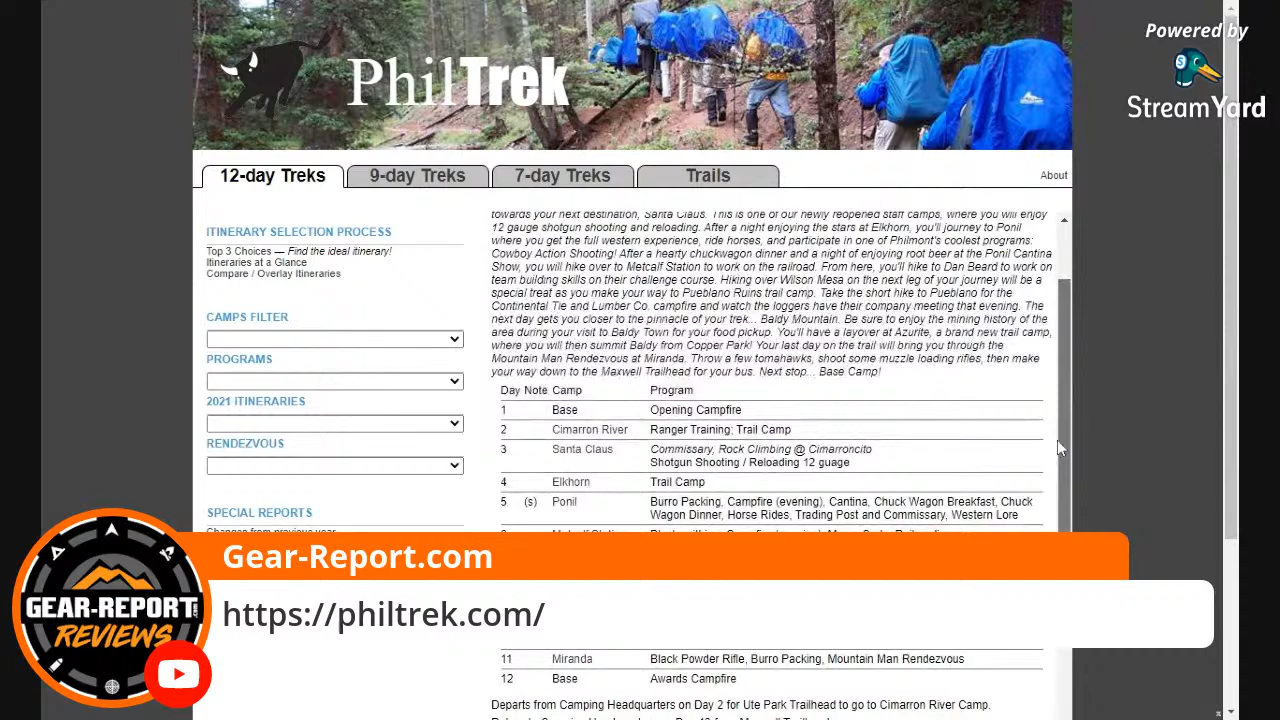 Powered by
StreamYard
PhilTrek
12-day Treks
9-day Treks
7-day Treks
Trails
About
ITINERARY SELECTION PROCESS
Top 3 Choices — Find the ideal itinerary!
Itineraries at a Glance
Compare / Overlay Itineraries
CAMPS FILTER
PROGRAMS
2021 ITINERARIES
RENDEZVOUS
SPECIAL REPORTS
Changes from previous year
towards your next destination, Santa Claus. This is one of our newly reopened staff camps, where you will enjoy
12 gauge shotgun shooting and reloading. After a night enjoying the stars at Elkhorn, you'll journey to Ponil
where you get the full western experience, ride horses, and participate in one of Philmont's coolest programs:
Cowboy Action Shooting! After a hearty chuckwagon dinner and a night of enjoying root beer at the Ponil Cantina
Show, you will hike over to Metcalf Station to work on the railroad. From here, you'll hike to Dan Beard to work on
team building skills on their challenge course. Hiking over Wilson Mesa on the next leg of your journey will be a
special treat as you make your way to Pueblano Ruins trail camp. Take the short hike to Pueblano for the
Continental Tie and Lumber Co. campfire and watch the loggers have their company meeting that evening. The
next day gets you closer to the pinnacle of your trek... Baldy Mountain. Be sure to enjoy the mining history of the
area during your visit to Baldy Town for your food pickup. You'll have a layover at Azurite, a brand new trail camp,
where you will then summit Baldy from Copper Park! Your last day on the trail will bring you through the
Mountain Man Rendezvous at Miranda. Throw a few tomahawks, shoot some muzzle loading rifles, then make
your way down to the Maxwell Trailhead for your bus. Next stop... Base Camp!
Day Note Camp Program
1 Base Opening Campfire
2 Cimarron River Ranger Training; Trail Camp
3 Santa Claus Commissary, Rock Climbing @ Cimarroncito
Shotgun Shooting / Reloading 12 guage
4 Elkhorn Trail Camp
5 (s) Ponil Burro Packing, Campfire (evening), Cantina, Chuck Wagon Breakfast, Chuck
Wagon Dinner, Horse Rides, Trading Post and Commissary, Western Lore
11 Miranda Black Powder Rifle, Burro Packing, Mountain Man Rendezvous
12 Base Awards Campfire
Departs from Camping Headquarters on Day 2 for Ute Park Trailhead to go to Cimarron River Camp.
Gear-Report.com
https://philtrek.com/
GEAR-REPORT
REVIEWS